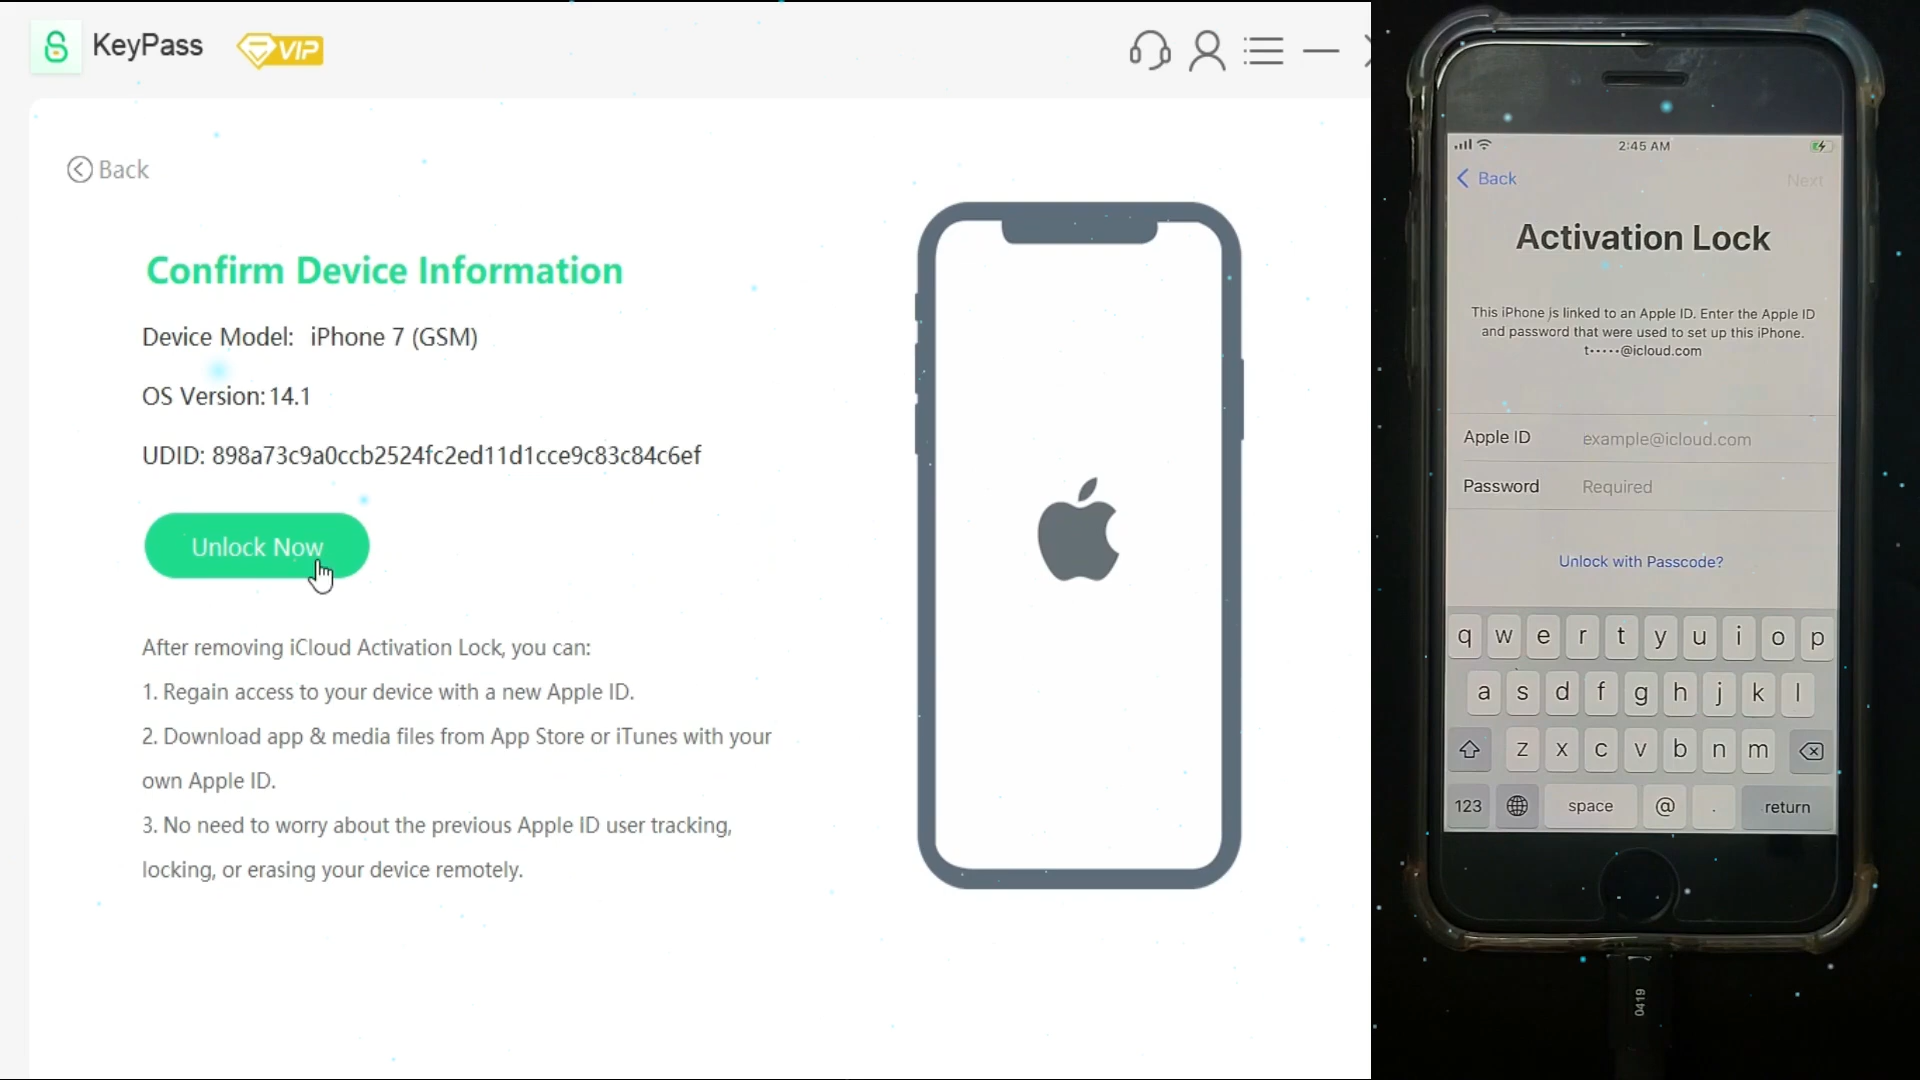 KeyPass
VIP
Back
Confirm Device Information
Device Model: iPhone 7 (GSM)
OS Version: 14.1
UDID: 898a73c9a0ccb2524fc2ed11d1cce9c83c84c6ef
Unlock Now
After removing iCloud Activation Lock, you can:
1. Regain access to your device with a new Apple ID.
2. Download app & media files from App Store or iTunes with your
own Apple ID.
3. No need to worry about the previous Apple ID user tracking,
locking, or erasing your device remotely.
2:45 AM
Back
Next
Activation Lock
This iPhone is linked to an Apple ID. Enter the Apple ID
and password that were used to set up this iPhone.
t•••••@icloud.com
Apple ID example@icloud.com
Password Required
Unlock with Passcode?
q w e r t y u i o p
a s d f g h j k l
z x c v b n m
123 space @ . return
0419